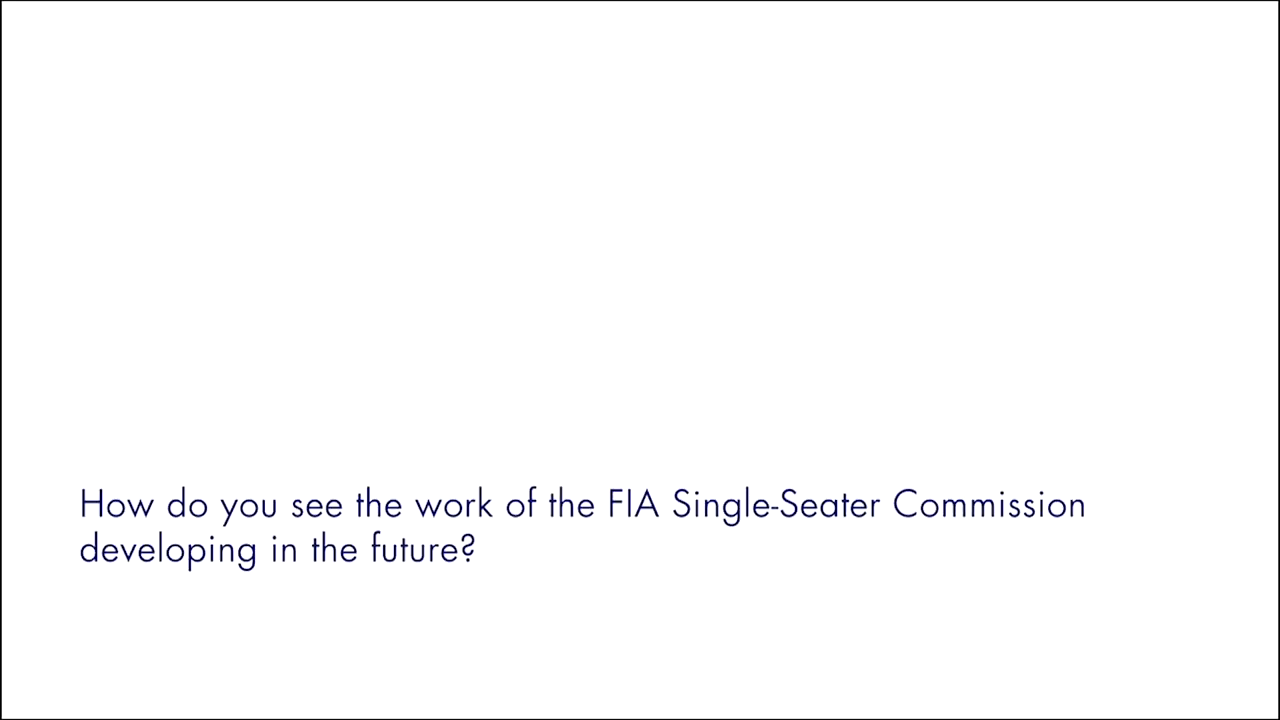 How do you see the work of the FIA Single-Seater Commission
developing in the future?